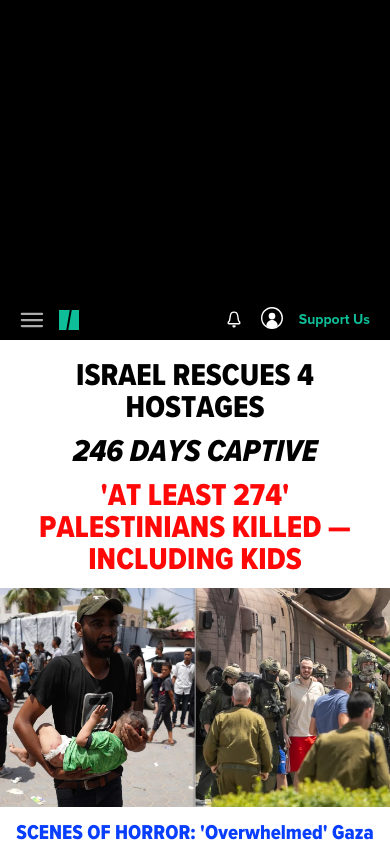 Support Us
ISRAEL RESCUES 4
HOSTAGES
246 DAYS CAPTIVE
'AT LEAST 274'
PALESTINIANS KILLED —
INCLUDING KIDS
SCENES OF HORROR: 'Overwhelmed' Gaza